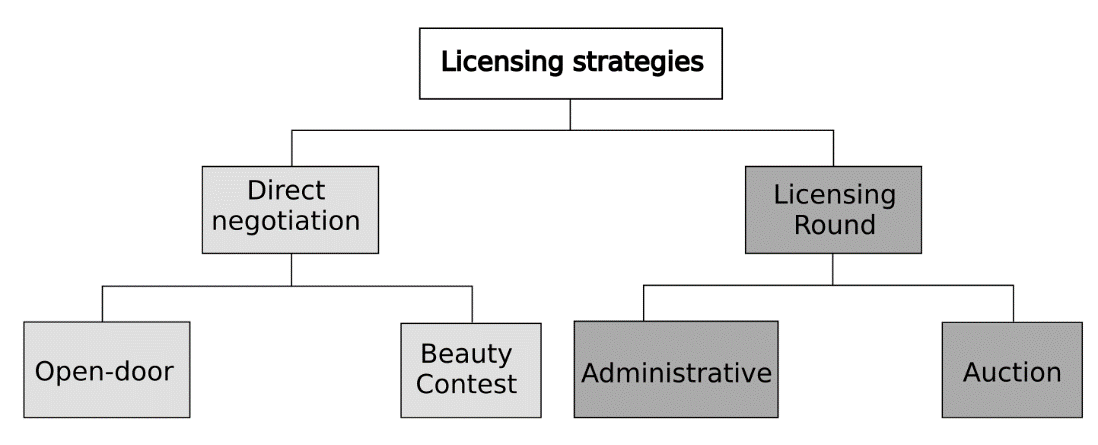 Licensing strategies
Direct
negotiation
Licensing
Round
Open-door
Beauty
Contest
Administrative
Auction